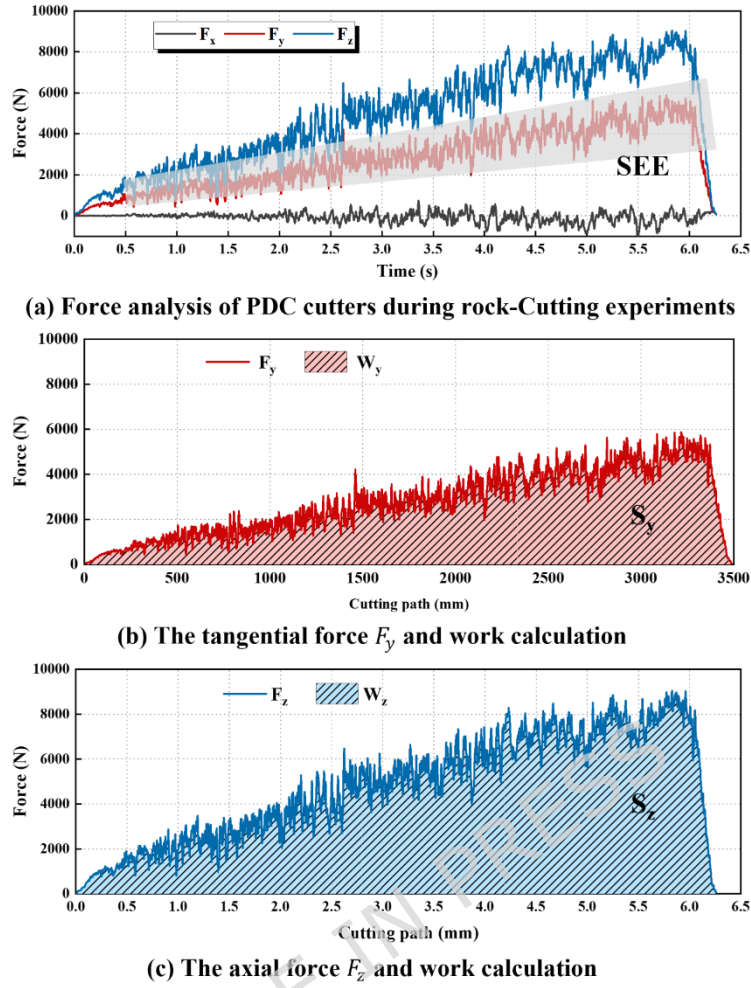 10000
8000
6000
4000
2000
0
Force (N)
Fx Fy Fz
SEE
0.0 0.5 1.0 1.5 2.0 2.5 3.0 3.5 4.0 4.5 5.0 5.5 6.0 6.5
Time (s)
(a) Force analysis of PDC cutters during rock-Cutting experiments
10000
8000
6000
4000
2000
0
Force (N)
Fy Wy
Sy
0 500 1000 1500 2000 2500 3000 3500
Cutting path (mm)
(b) The tangential force Fy and work calculation
10000
8000
6000
4000
2000
0
Force (N)
Fz Wz
Sz
0.0 0.5 1.0 1.5 2.0 2.5 3.0 3.5 4.0 4.5 5.0 5.5 6.0 6.5
Cutting path (mm)
(c) The axial force Fz and work calculation
IN PRESS